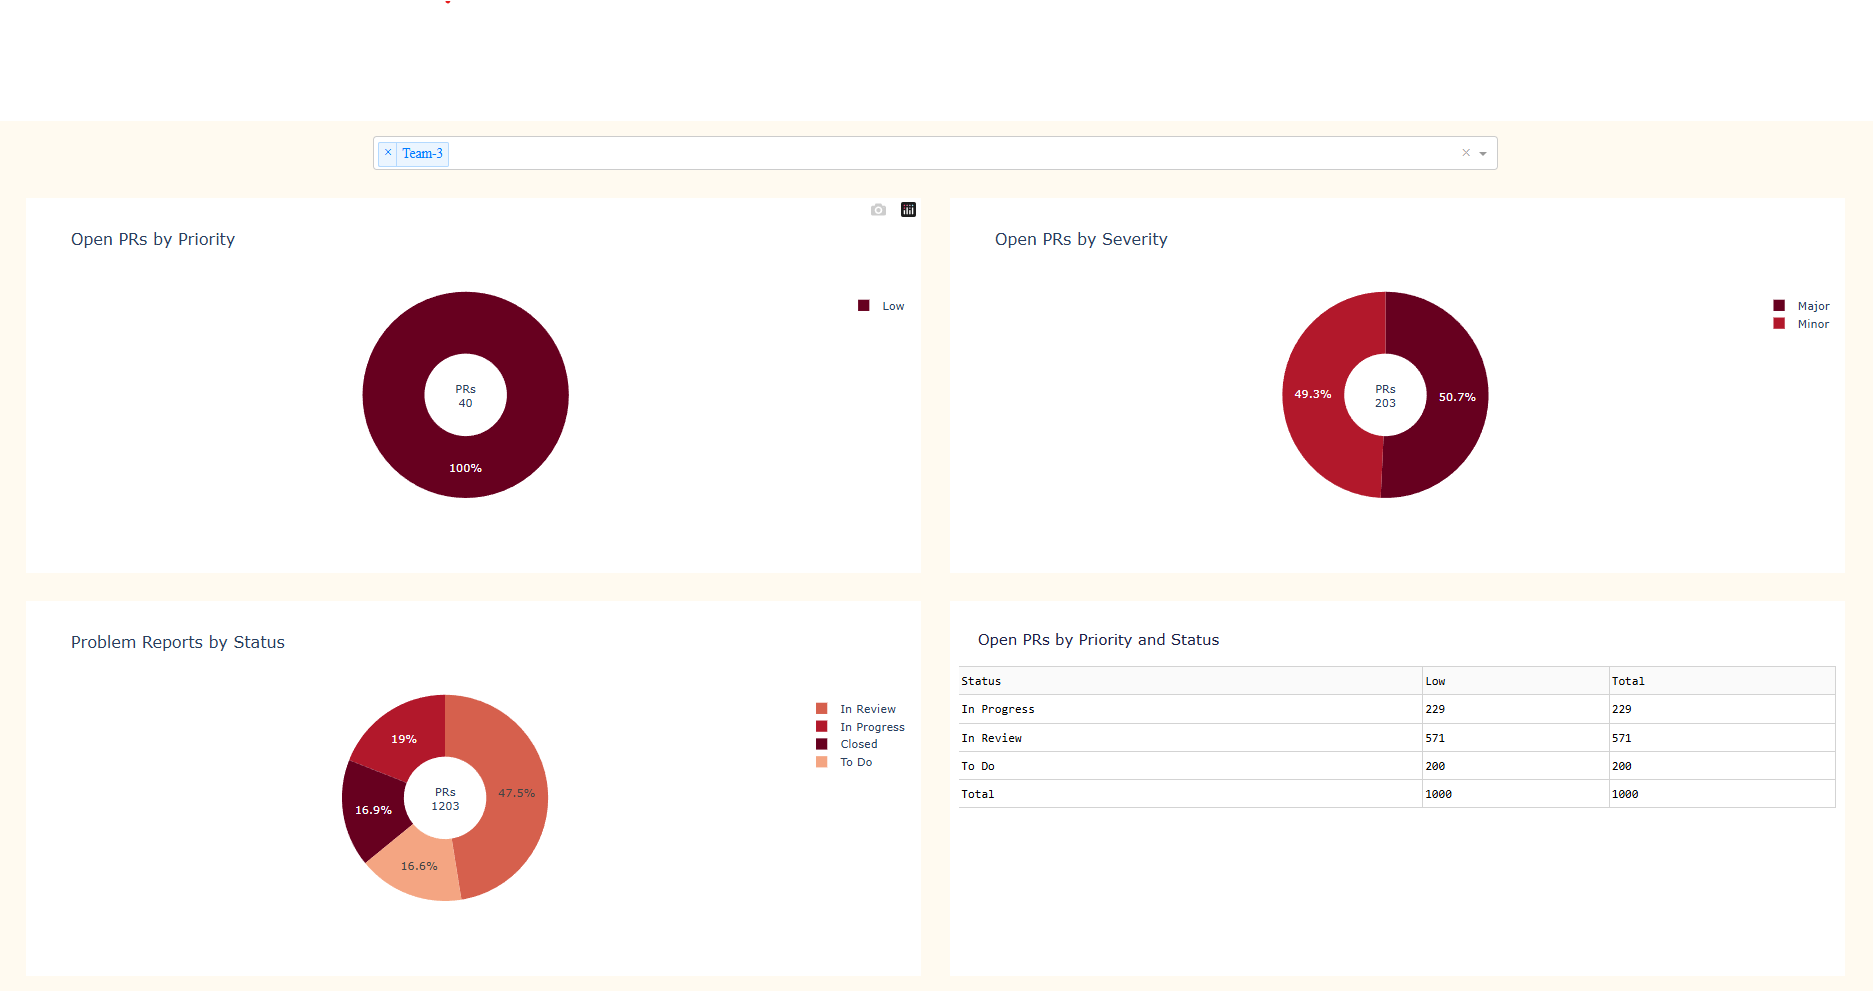 × Team-3
Open PRs by Priority
Low
PRs
40
100%
Open PRs by Severity
Major
Minor
49.3%
PRs
203
50.7%
Problem Reports by Status
In Review
In Progress
Closed
To Do
19%
47.5%
PRs
1203
16.9%
16.6%
Open PRs by Priority and Status
Status Low Total
In Progress 229 229
In Review 571 571
To Do 200 200
Total 1000 1000